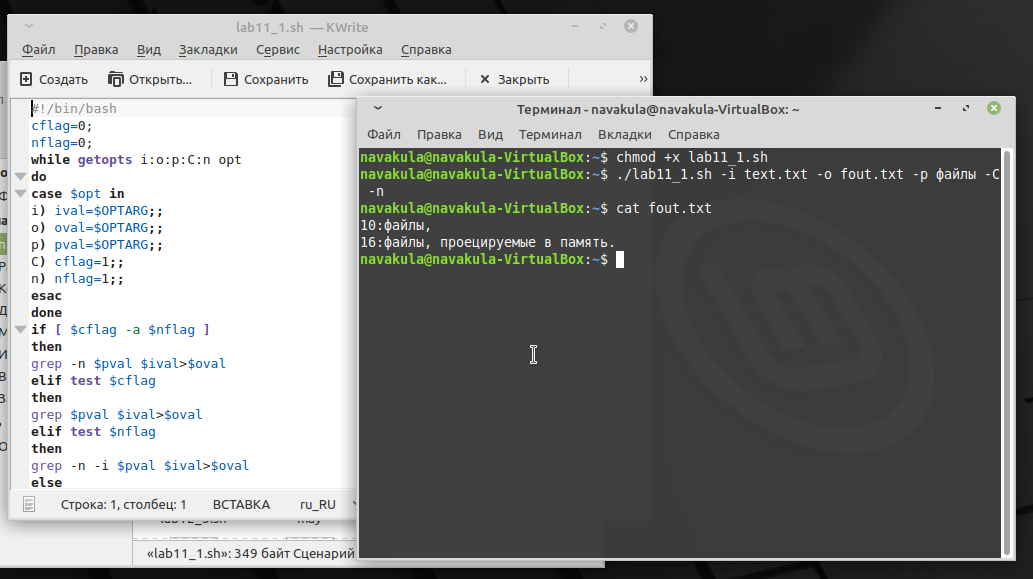 lab11_1.sh — KWrite
Файл Правка Вид Закладки Сервис Настройка Справка
Создать Открыть... Сохранить Сохранить как... Закрыть »
#!/bin/bash
cflag=0;
nflag=0;
while getopts i:o:p:C:n opt
do
case $opt in
i) ival=$OPTARG;;
o) oval=$OPTARG;;
p) pval=$OPTARG;;
C) cflag=1;;
n) nflag=1;;
esac
done
if [ $cflag -a $nflag ]
then
grep -n $pval $ival>$oval
elif test $cflag
then
grep $pval $ival>$oval
elif test $nflag
then
grep -n -i $pval $ival>$oval
else
Строка: 1, столбец: 1 ВСТАВКА ru_RU
«lab11_1.sh»: 349 байт Сценарий
Терминал - navakula@navakula-VirtualBox: ~
Файл Правка Вид Терминал Вкладки Справка
navakula@navakula-VirtualBox:~$ chmod +x lab11_1.sh
navakula@navakula-VirtualBox:~$ ./lab11_1.sh -i text.txt -o fout.txt -p файлы -C
-n
navakula@navakula-VirtualBox:~$ cat fout.txt
10:файлы,
16:файлы, проецируемые в память.
navakula@navakula-VirtualBox:~$